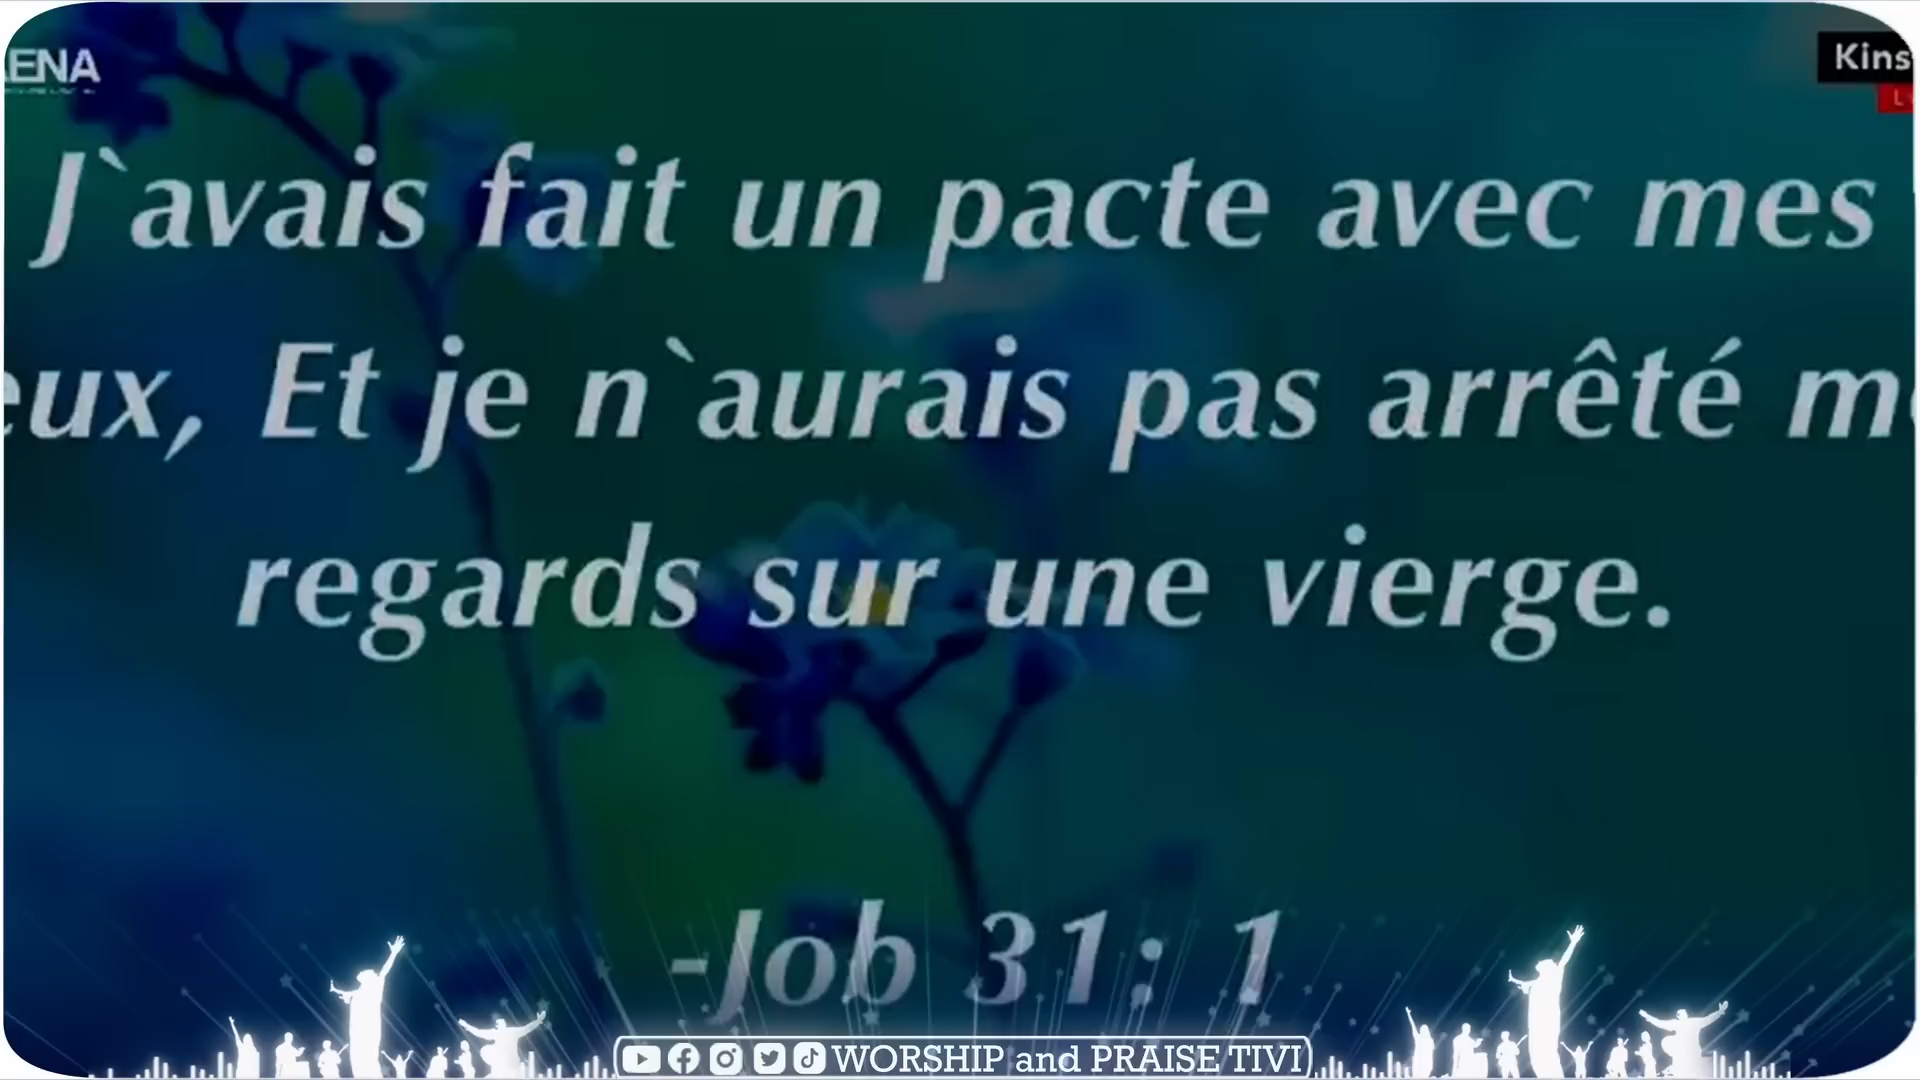 ENA
Kins
J`avais fait un pacte avec mes
eux, Et je n`aurais pas arrêté m
regards sur une vierge.
-Job 31: 1
WORSHIP and PRAISE TIVI